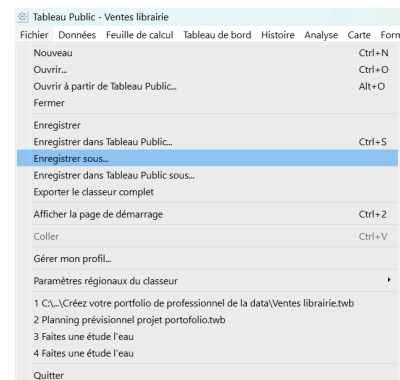 Tableau Public - Ventes librairie
Fichier Données Feuille de calcul Tableau de bord Histoire Analyse Carte Form
Nouveau Ctrl+N
Ouvrir... Ctrl+O
Ouvrir à partir de Tableau Public... Alt+O
Fermer
Enregistrer
Enregistrer dans Tableau Public... Ctrl+S
Enregistrer sous...
Enregistrer dans Tableau Public sous...
Exporter le classeur complet
Afficher la page de démarrage Ctrl+2
Coller Ctrl+V
Gérer mon profil...
Paramètres régionaux du classeur
1 C:\...\Créez votre portfolio de professionnel de la data\Ventes librairie.twb
2 Planning prévisionnel projet portofolio.twb
3 Faites une étude l'eau
4 Faites une étude l'eau
Quitter